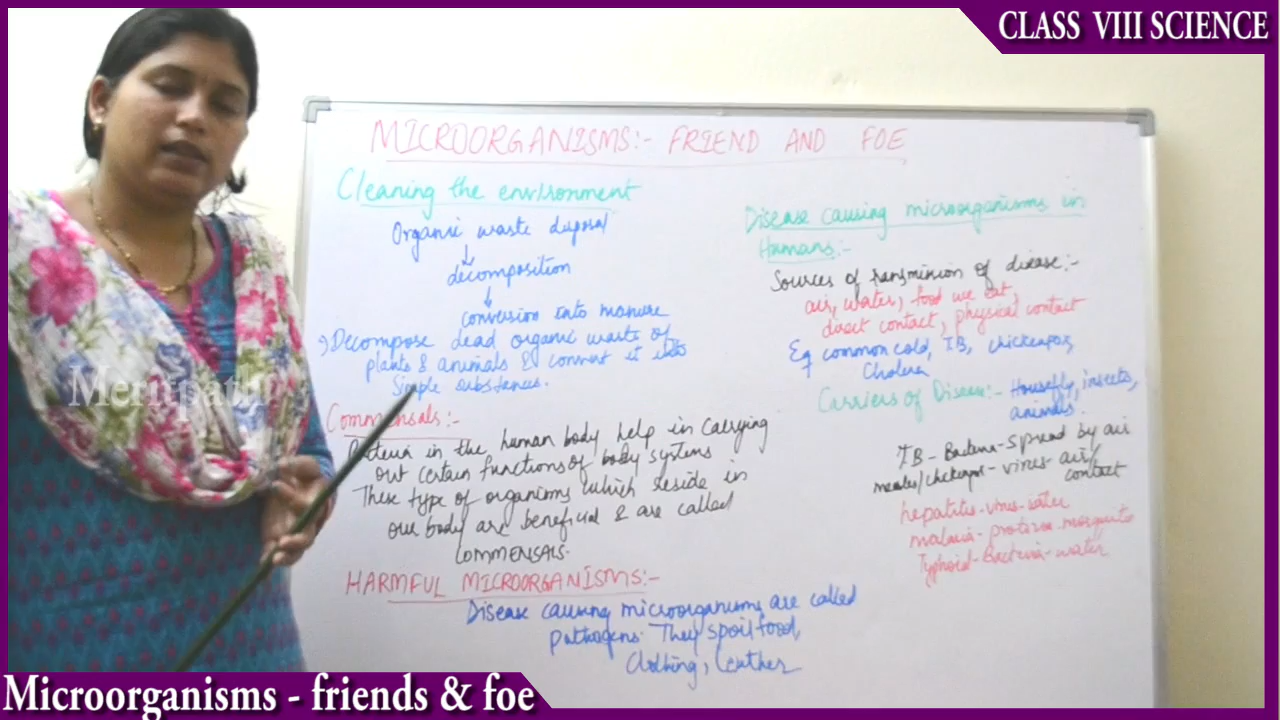 CLASS VIII SCIENCE
MICROORGANISMS:- FRIEND AND FOE
Cleaning the environment
Organic waste disposal
↓
decomposition
↓
conversion into manure
Decompose dead organic waste of
plants & animals & convert it into
Simple substances.
Commensals:-
Bacteria in the human body help in carrying
out certain functions of body systems
These type of organisms which reside in
our body are beneficial & are called
COMMENSALS.
HARMFUL MICROORGANISMS:-
Disease causing microorganisms are called
pathogens. They spoil food,
Clothing, leather
Disease causing microorganisms in
Humans:-
Sources of transmission of disease:-
air, water, food we eat,
direct contact, physical contact
Eg common cold, TB, chickenpox,
Cholera
Carriers of Disease:- Housefly, insects,
animals.
TB - Bacteria - spread by air
measles/chickenpox - virus air/
contact
hepatitis - virus - water
malaria - protozoa - mosquito
Typhoid - Bacteria - water
Meritpath
Microorganisms - friends & foe